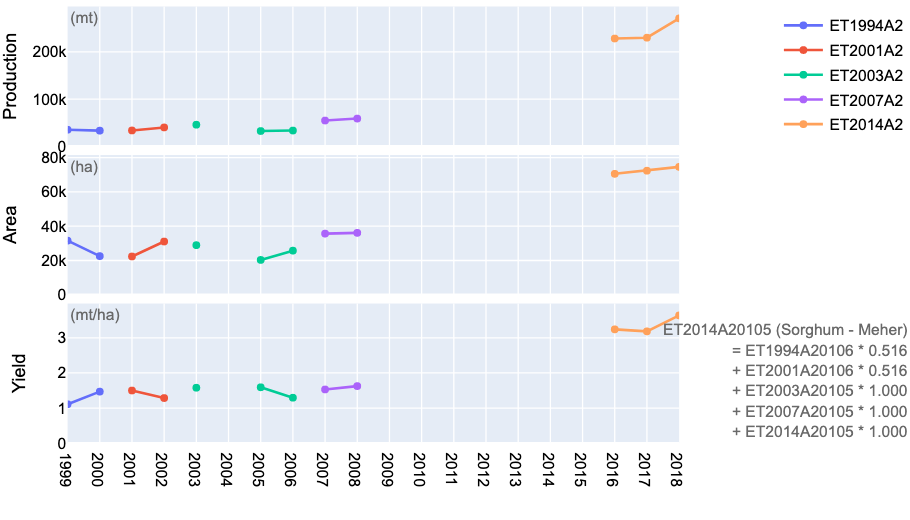 Production
(mt)
200k
100k
0
Area
(ha)
80k
60k
40k
20k
0
Yield
(mt/ha)
3
2
1
0
1999
2000
2001
2002
2003
2004
2005
2006
2007
2008
2009
2010
2011
2012
2013
2014
2015
2016
2017
2018
ET1994A2
ET2001A2
ET2003A2
ET2007A2
ET2014A2
ET2014A20105 (Sorghum - Meher)
= ET1994A20106 * 0.516
+ ET2001A20106 * 0.516
+ ET2003A20105 * 1.000
+ ET2007A20105 * 1.000
+ ET2014A20105 * 1.000